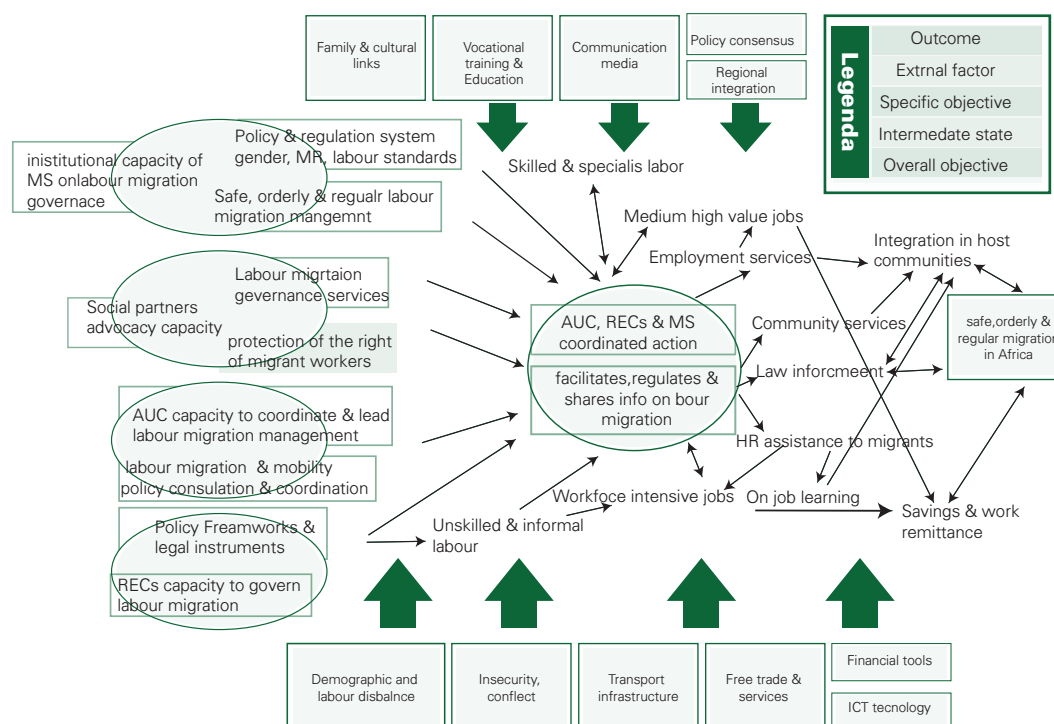 Family & cultural
links
Vocational
training &
Education
Communication
media
Policy consensus
Regional
integration
Legenda
Outcome
Extrnal factor
Specific objective
Intermedate state
Overall objective
inistitutional capacity of
MS onlabour migration
governace
Policy & regulation system
gender, MR, labour standards
Safe, orderly & regualr labour
migration mangemnt
Skilled & specialis labor
Medium high value jobs
Employment services
Integration in host
communities
Labour migrtaion
gevernance services
Social partners
advocacy capacity
protection of the right
of migrant workers
AUC, RECs & MS
coordinated action
facilitates,regulates &
shares info on bour
migration
Community services
Law inforcmeent
safe,orderly &
regular migration
in Africa
AUC capacity to coordinate & lead
labour migration management
labour migration & mobility
policy consulation & coordination
HR assistance to migrants
Workfoce intensive jobs
On job learning
Savings & work
remittance
Policy Freamworks &
legal instruments
Unskilled & informal
labour
RECs capacity to govern
labour migration
Demographic and
labour disbalnce
Insecurity,
conflect
Transport
infrastructure
Free trade &
services
Financial tools
ICT tecnology